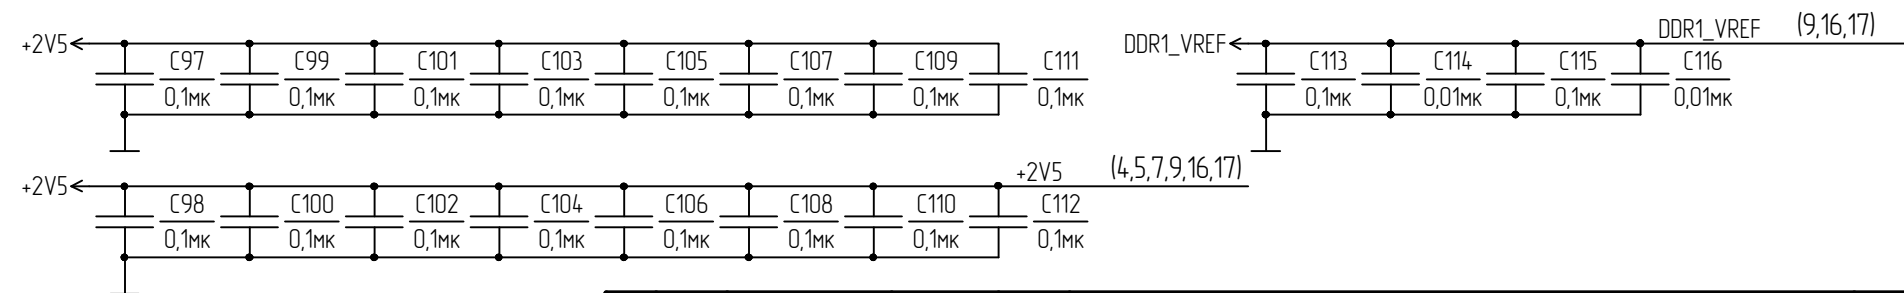 +2V5 C97 C99 C101 C103 C105 C107 C109 C111
0,1мк 0,1мк 0,1мк 0,1мк 0,1мк 0,1мк 0,1мк 0,1мк
DDR1_VREF DDR1_VREF (9,16,17)
C113 C114 C115 C116
0,1мк 0,01мк 0,1мк 0,01мк
+2V5 +2V5 (4,5,7,9,16,17)
C98 C100 C102 C104 C106 C108 C110 C112
0,1мк 0,1мк 0,1мк 0,1мк 0,1мк 0,1мк 0,1мк 0,1мк